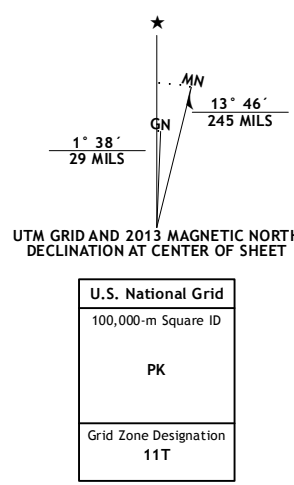 ★
MN
13° 46´
245 MILS
GN
1° 38´
29 MILS
UTM GRID AND 2013 MAGNETIC NORTH
DECLINATION AT CENTER OF SHEET
U.S. National Grid
100,000-m Square ID
PK
Grid Zone Designation
11T